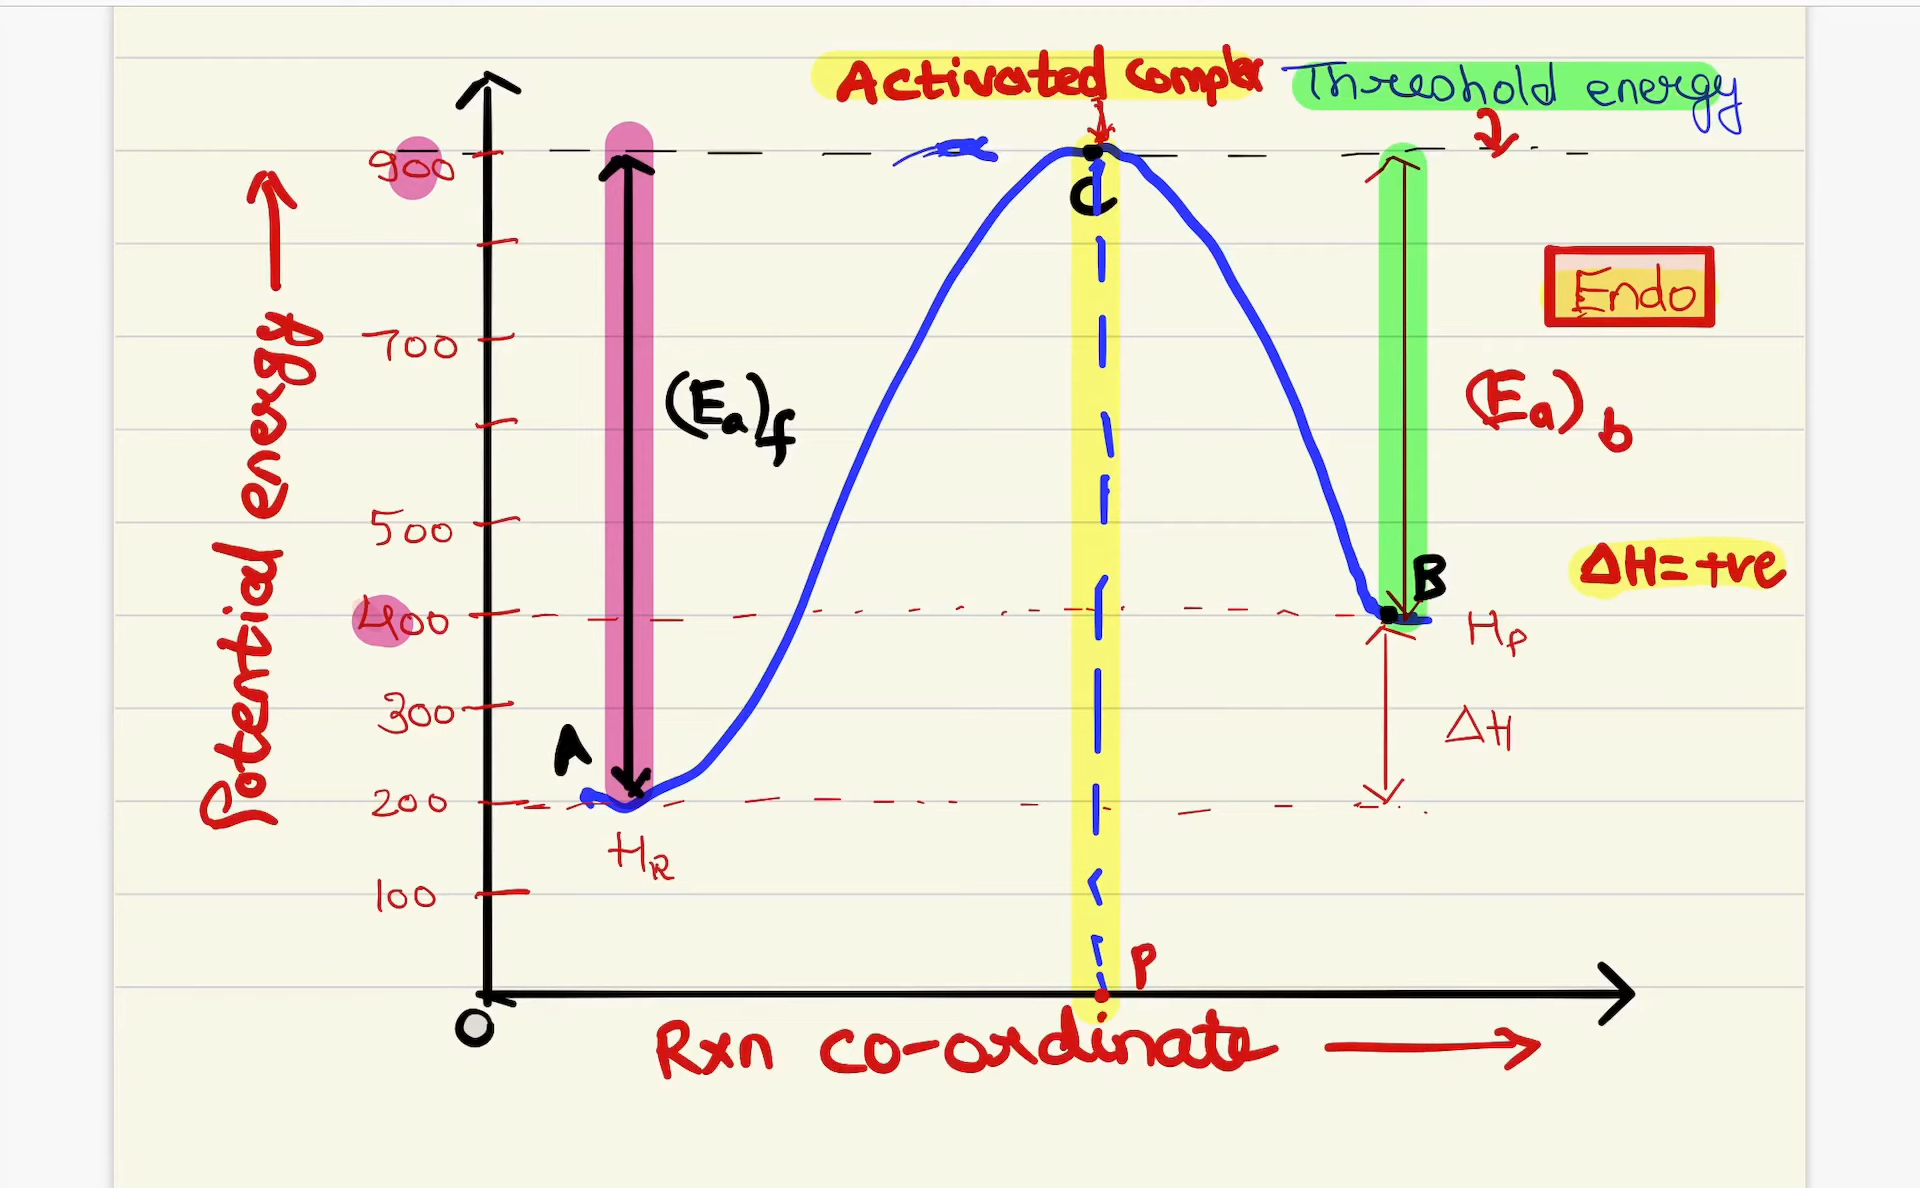 Activated complex
Threshold energy
900
C
Endo
700
(Ea)f
(Ea)b
Potential energy
500
ΔH=+ve
B
400
HP
300
ΔH
A
200
HR
100
P
O
Rxn co-ordinate